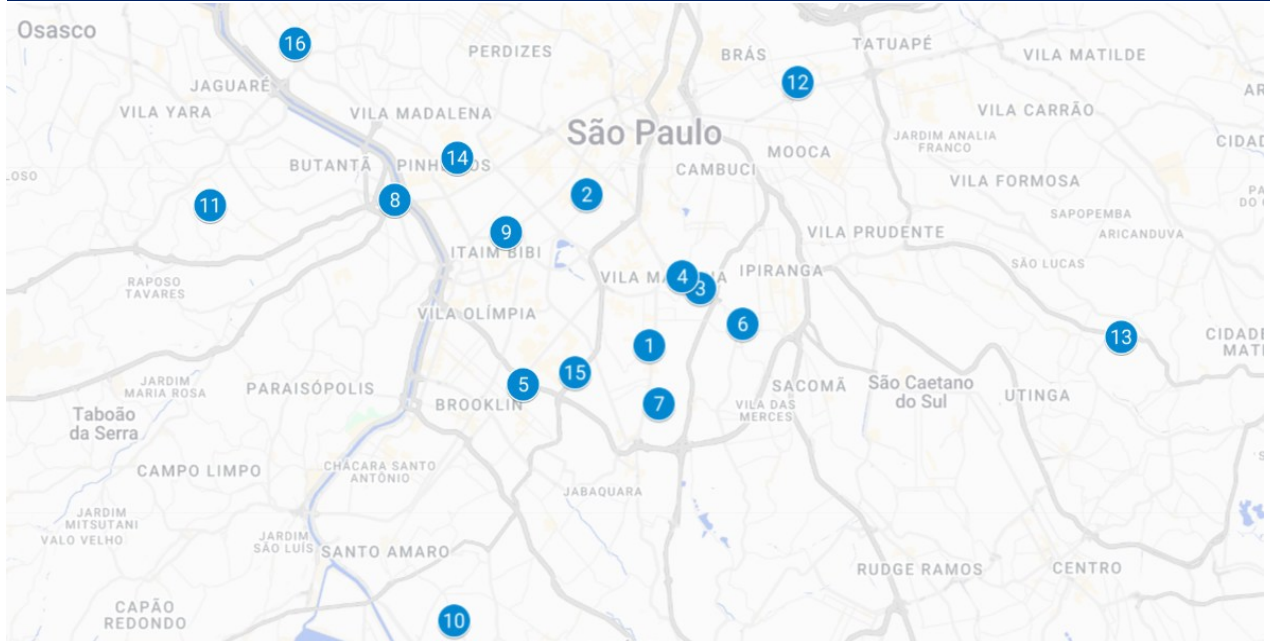 Osasco
16
PERDIZES
BRÁS
TATUAPÉ
VILA MATILDE
JAGUARÉ
12
VILA YARA
VILA MADALENA
VILA CARRÃO
São Paulo
JARDIM ANALIA
FRANCO
BUTANTÃ
14
MOOCA
CAMBUCI
VILA FORMOSA
11
8
2
SAPOPEMBA
9
VILA PRUDENTE
ARICANDUVA
ITAIM BIBI
SÃO LUCAS
4
IPIRANGA
RAPOSO
TAVARES
3
VILA OLÍMPIA
6
13
1
15
5
JARDIM
MARIA ROSA
PARAISÓPOLIS
SACOMÃ
São Caetano
do Sul
UTINGA
BROOKLIN
7
VILA DAS
MERCES
Taboão
da Serra
CAMPO LIMPO
CHÁCARA SANTO
ANTÔNIO
JABAQUARA
JARDIM
MITSUTANI
VALO VELHO
JARDIM
SÃO LUÍS
SANTO AMARO
RUDGE RAMOS
CENTRO
CAPÃO
REDONDO
10